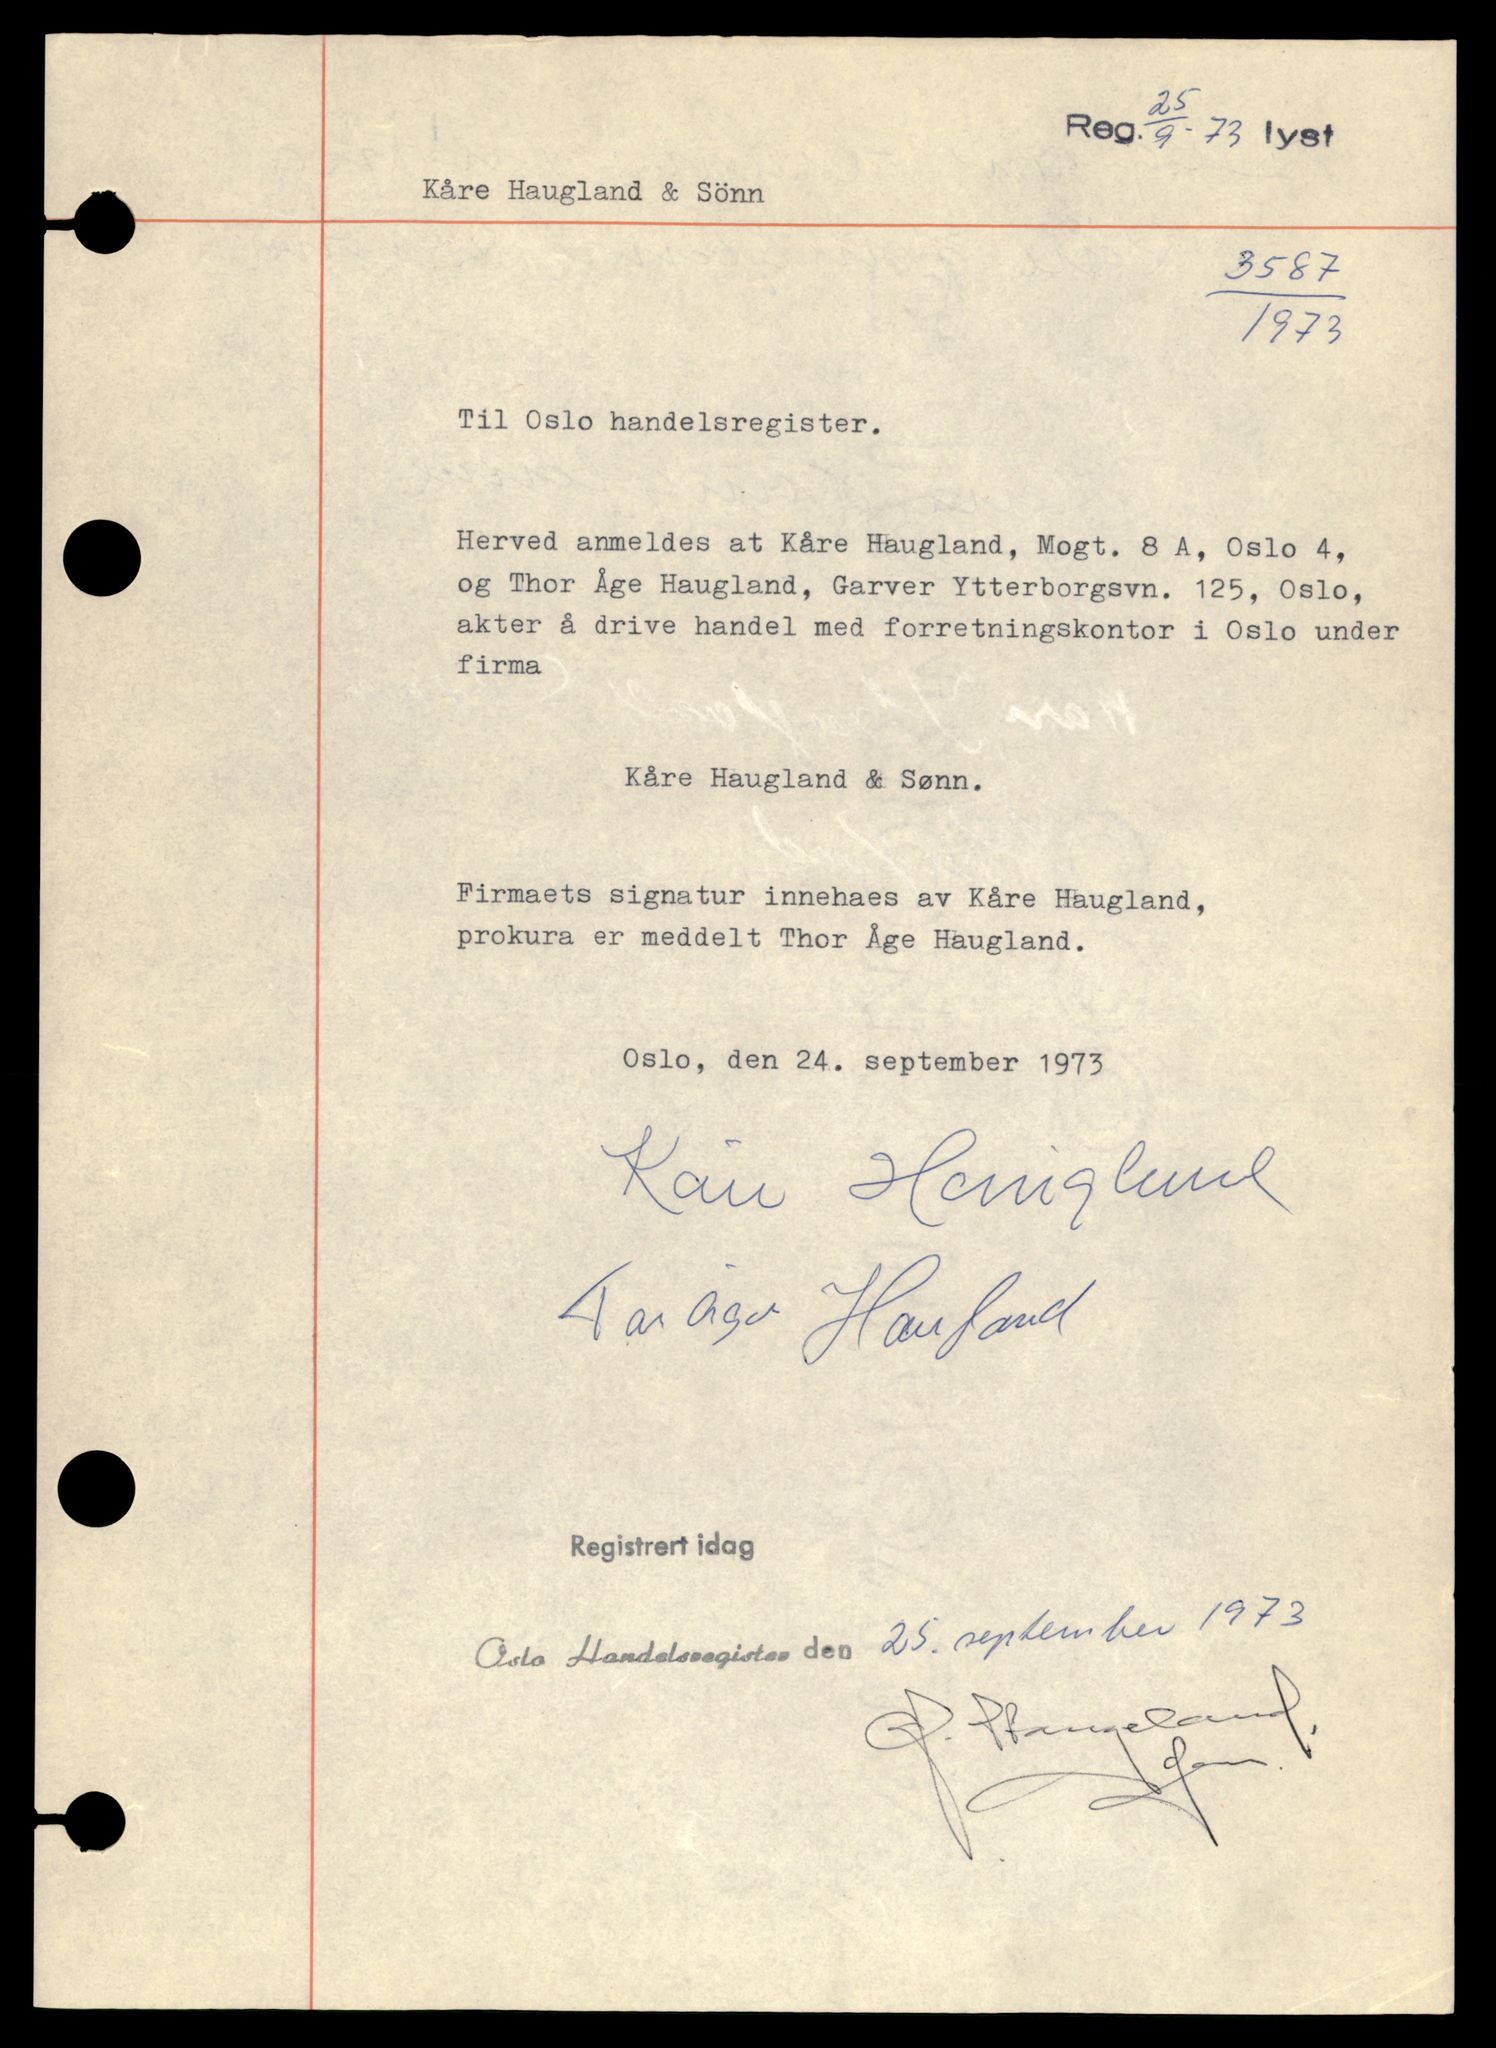 Reg. 25/9-73 lyst
Kåre Haugland & Sönn
3587
1973
Til Oslo handelsregister.
Herved anmeldes at Kåre Haugland, Mogt. 8 A, Oslo 4,
og Thor Åge Haugland, Garver Ytterborgsvn. 125, Oslo,
akter å drive handel med forretningskontor i Oslo under
firma
Kåre Haugland & Sønn.
Firmaets signatur innehaes av Kåre Haugland,
prokura er meddelt Thor Åge Haugland.
Oslo, den 24. september 1973
Kåre Haugland
Tor Åge Haugland
Registrert idag
Oslo Handelsregister den 25. september 1973